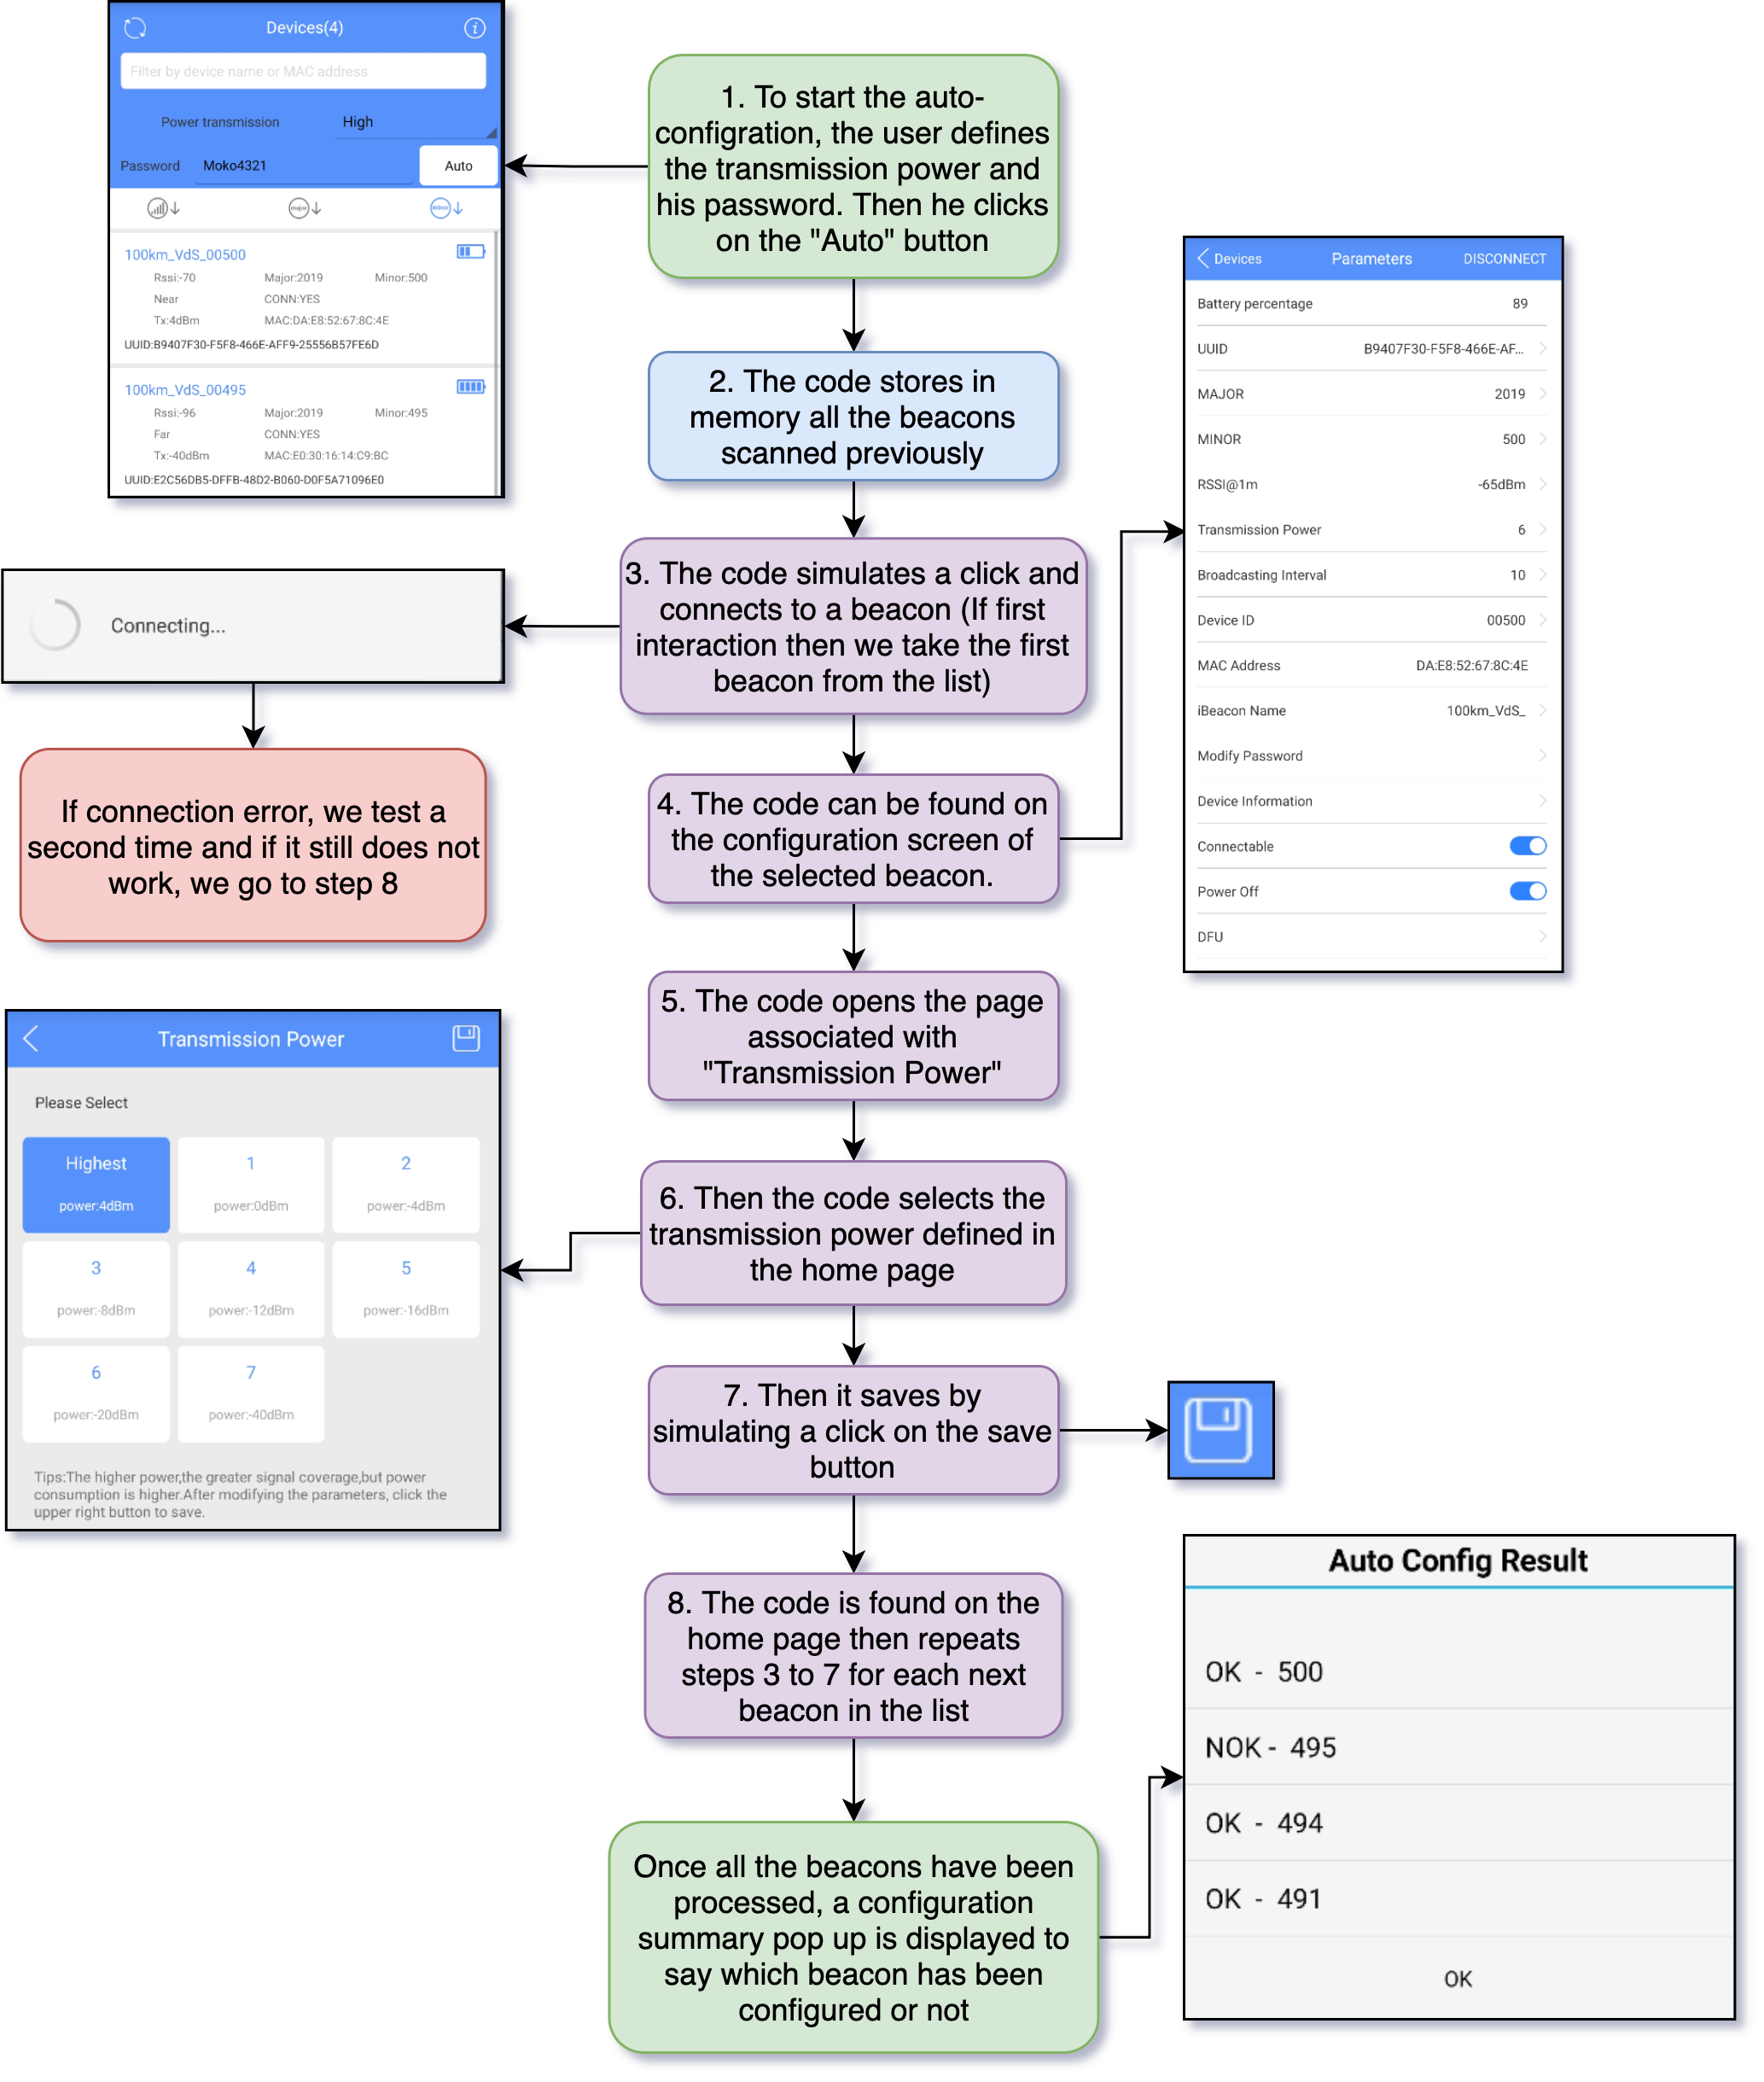 Devices(4)
Filter by device name or MAC address
Power transmission High
Password Moko4321 Auto
major minor
100km_VdS_00500
Rssi:-70 Major:2019 Minor:500
Near CONN:YES
Tx:4dBm MAC:DA:E8:52:67:8C:4E
UUID:B9407F30-F5F8-466E-AFF9-25556B57FE6D
100km_VdS_00495
Rssi:-96 Major:2019 Minor:495
Far CONN:YES
Tx:-40dBm MAC:E0:30:16:14:C9:BC
UUID:E2C56DB5-DFFB-48D2-B060-D0F5A71096E0
1. To start the auto-
configration, the user defines
the transmission power and
his password. Then he clicks
on the "Auto" button
2. The code stores in
memory all the beacons
scanned previously
3. The code simulates a click and
connects to a beacon (If first
interaction then we take the first
beacon from the list)
Connecting...
If connection error, we test a
second time and if it still does not
work, we go to step 8
4. The code can be found on
the configuration screen of
the selected beacon.
Devices Parameters DISCONNECT
Battery percentage 89
UUID B9407F30-F5F8-466E-AF...
MAJOR 2019
MINOR 500
RSSI@1m -65dBm
Transmission Power 6
Broadcasting Interval 10
Device ID 00500
MAC Address DA:E8:52:67:8C:4E
iBeacon Name 100km_VdS_
Modify Password
Device Information
Connectable
Power Off
DFU
5. The code opens the page
associated with
"Transmission Power"
6. Then the code selects the
transmission power defined in
the home page
Transmission Power
Please Select
Highest 1 2
power:4dBm power:0dBm power:-4dBm
3 4 5
power:-8dBm power:-12dBm power:-16dBm
6 7
power:-20dBm power:-40dBm
Tips:The higher power,the greater signal coverage,but power
consumption is higher.After modifying the parameters, click the
upper right button to save.
7. Then it saves by
simulating a click on the save
button
8. The code is found on the
home page then repeats
steps 3 to 7 for each next
beacon in the list
Once all the beacons have been
processed, a configuration
summary pop up is displayed to
say which beacon has been
configured or not
Auto Config Result
OK - 500
NOK - 495
OK - 494
OK - 491
OK